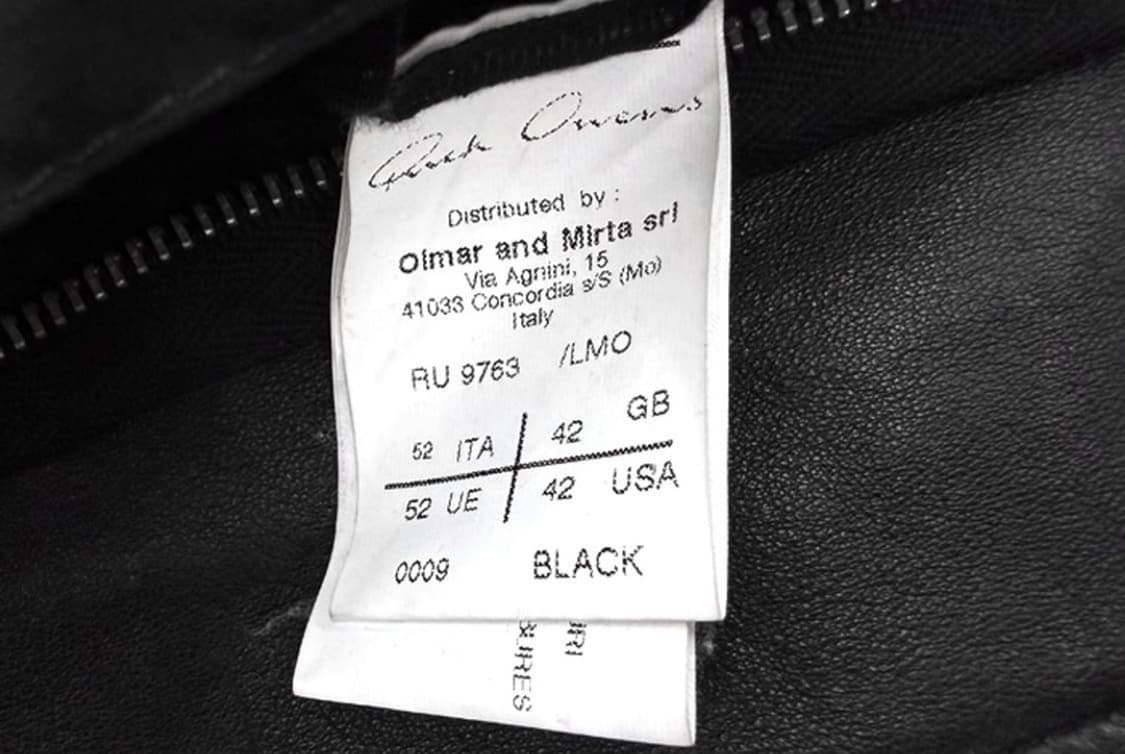 Rick Owens
Distributed by :
Olmar and Mirta srl
Via Agnini, 15
41033 Concordia s/S (Mo)
Italy
RU 9763 /LMO
52 ITA 42 GB
52 UE 42 USA
0009 BLACK